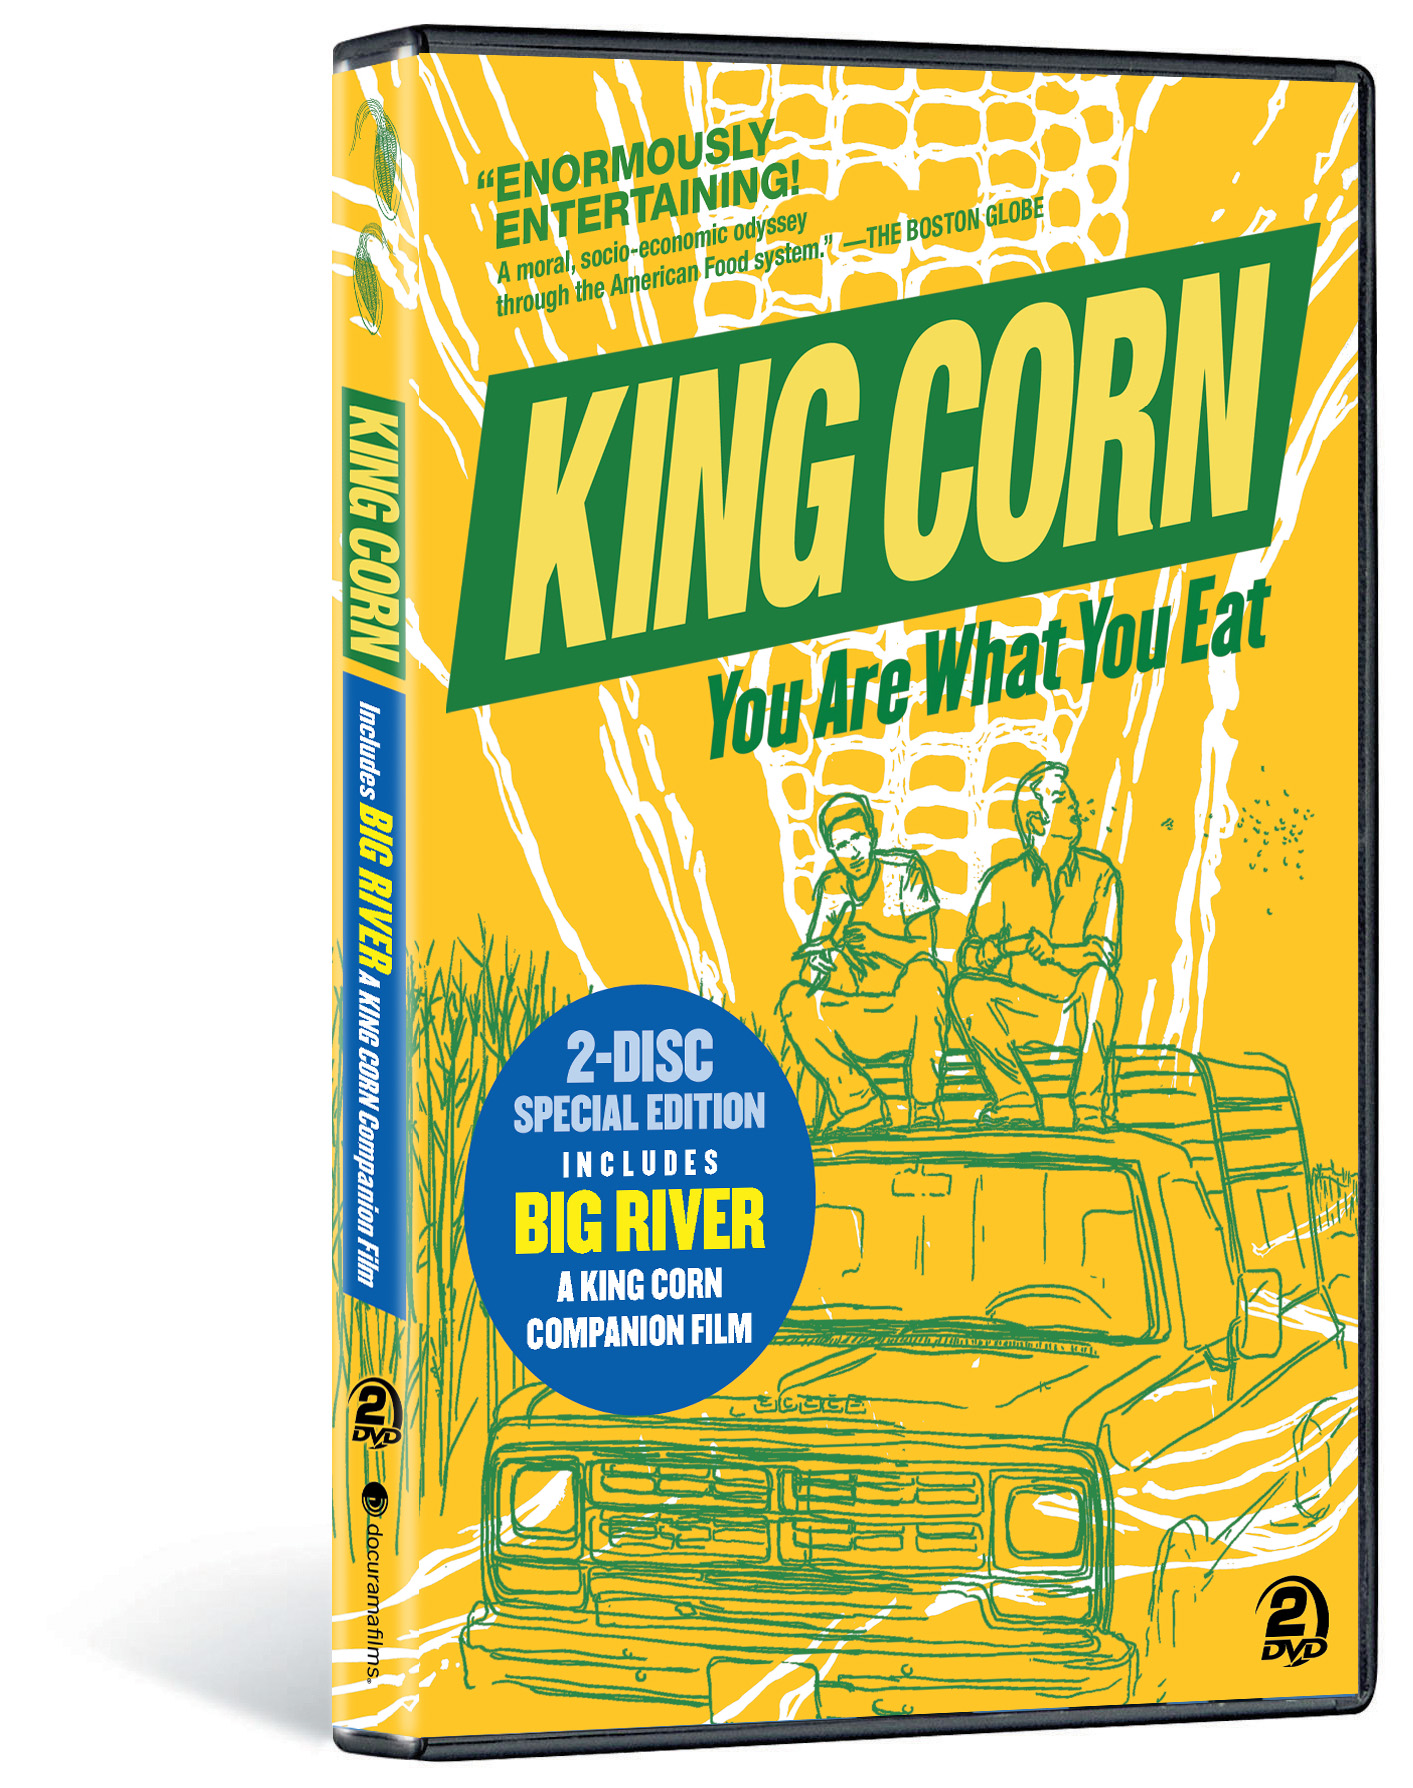 “ENORMOUSLY
ENTERTAINING!
A moral, socio-economic odyssey
through the American Food system.” —THE BOSTON GLOBE
KING CORN
You Are What You Eat
2-DISC
SPECIAL EDITION
INCLUDES
BIG RIVER
A KING CORN
COMPANION FILM
DODGE
2
DVD
KING CORN
Includes BIG RIVER A KING CORN Companion Film
2
DVD
docuramafilms®